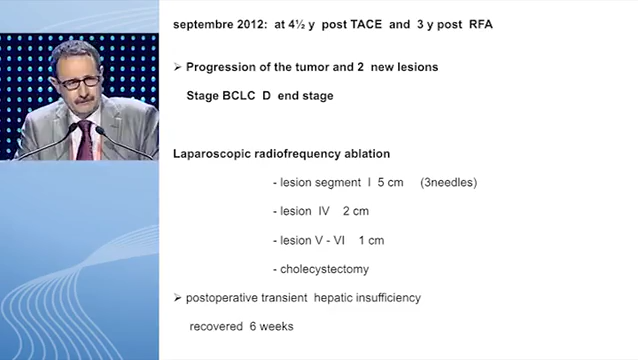 septembre 2012: at 4½ y post TACE and 3 y post RFA
➢ Progression of the tumor and 2 new lesions
Stage BCLC D end stage
Laparoscopic radiofrequency ablation
- lesion segment I 5 cm (3needles)
- lesion IV 2 cm
- lesion V - VI 1 cm
- cholecystectomy
➢ postoperative transient hepatic insufficiency
recovered 6 weeks